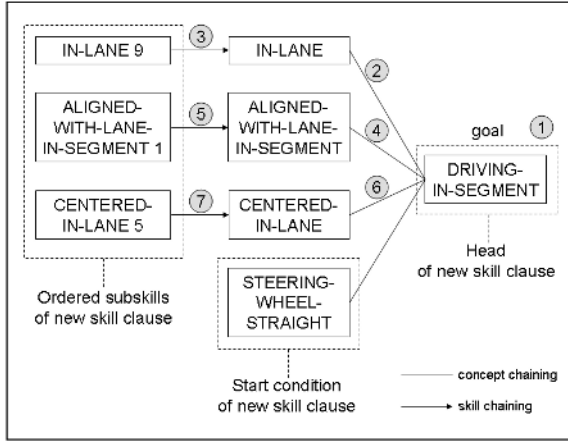 IN-LANE 9
3
IN-LANE
2
ALIGNED-
WITH-LANE-
IN-SEGMENT 1
5
ALIGNED-
WITH-LANE-
IN-SEGMENT
4
goal
1
DRIVING-
IN-SEGMENT
CENTERED-
IN-LANE 5
7
CENTERED-
IN-LANE
6
Head
of new skill clause
Ordered subskills
of new skill clause
STEERING-
WHEEL-
STRAIGHT
Start condition
of new skill clause
concept chaining
skill chaining